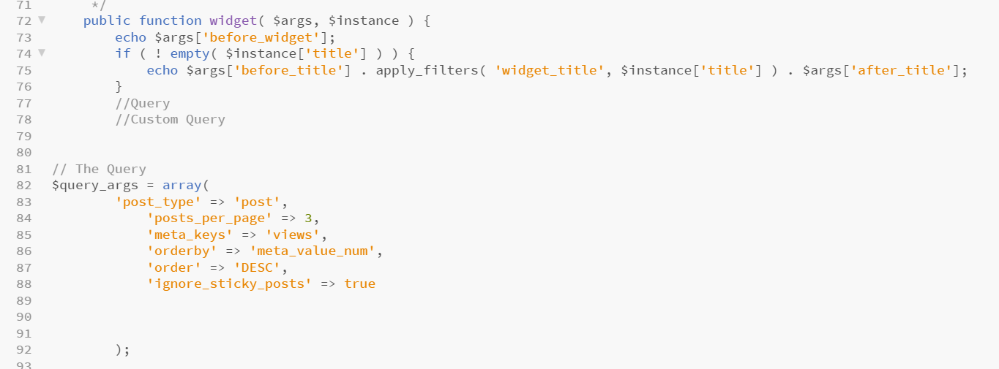 71 */
72 public function widget( $args, $instance ) {
73 echo $args['before_widget'];
74 if ( ! empty( $instance['title'] ) ) {
75 echo $args['before_title'] . apply_filters( 'widget_title', $instance['title'] ) . $args['after_title'];
76 }
77 //Query
78 //Custom Query
79
80
81 // The Query
82 $query_args = array(
83 'post_type' => 'post',
84 'posts_per_page' => 3,
85 'meta_keys' => 'views',
86 'orderby' => 'meta_value_num',
87 'order' => 'DESC',
88 'ignore_sticky_posts' => true
89
90
91
92 );
93